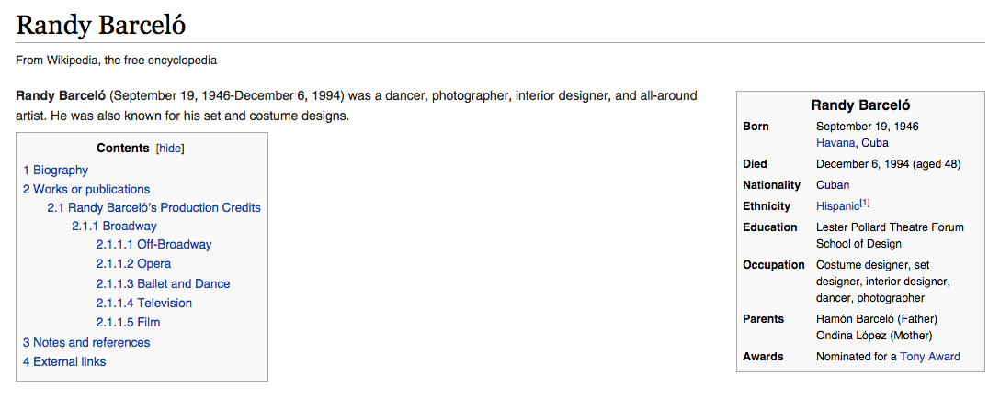 Randy Barceló
From Wikipedia, the free encyclopedia
Randy Barceló (September 19, 1946-December 6, 1994) was a dancer, photographer, interior designer, and all-around
artist. He was also known for his set and costume designs.
Contents [hide]
1 Biography
2 Works or publications
2.1 Randy Barceló's Production Credits
2.1.1 Broadway
2.1.1.1 Off-Broadway
2.1.1.2 Opera
2.1.1.3 Ballet and Dance
2.1.1.4 Television
2.1.1.5 Film
3 Notes and references
4 External links
Randy Barceló
Born September 19, 1946
Havana, Cuba
Died December 6, 1994 (aged 48)
Nationality Cuban
Ethnicity Hispanic[1]
Education Lester Pollard Theatre Forum
School of Design
Occupation Costume designer, set
designer, interior designer,
dancer, photographer
Parents Ramón Barceló (Father)
Ondina López (Mother)
Awards Nominated for a Tony Award